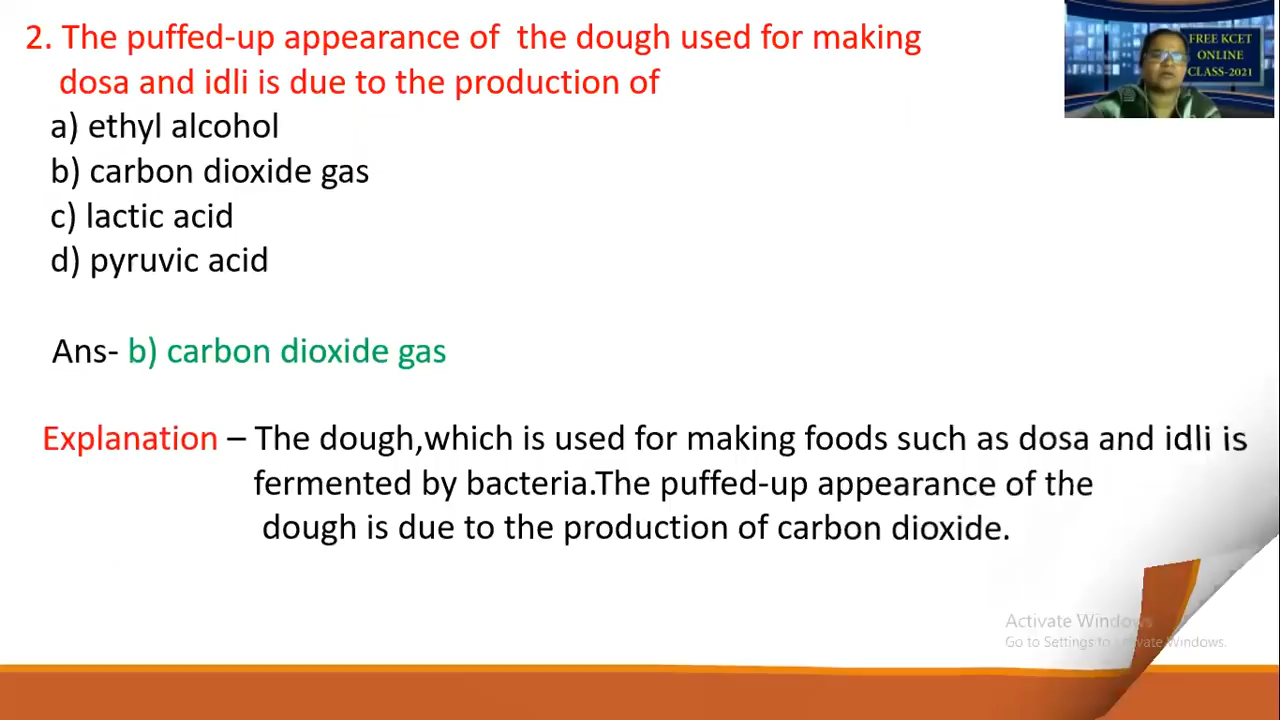 2. The puffed-up appearance of the dough used for making
dosa and idli is due to the production of
a) ethyl alcohol
b) carbon dioxide gas
c) lactic acid
d) pyruvic acid
Ans- b) carbon dioxide gas
Explanation – The dough,which is used for making foods such as dosa and idli is
fermented by bacteria.The puffed-up appearance of the
dough is due to the production of carbon dioxide.
FREE KCET
ONLINE
CLASS-2021
Activate Windows
Go to Settings to activate Windows.